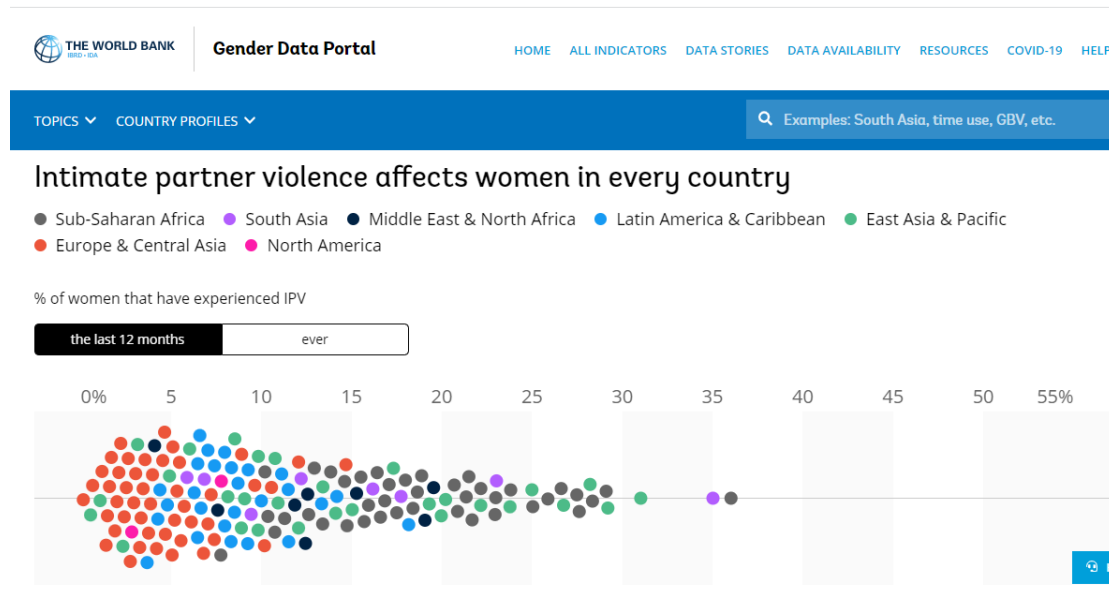 THE WORLD BANK
IBRD • IDA
Gender Data Portal
HOME ALL INDICATORS DATA STORIES DATA AVAILABILITY RESOURCES COVID-19 HELP
TOPICS COUNTRY PROFILES Examples: South Asia, time use, GBV, etc.
Intimate partner violence affects women in every country
Sub-Saharan Africa South Asia Middle East & North Africa Latin America & Caribbean East Asia & Pacific
Europe & Central Asia North America
% of women that have experienced IPV
the last 12 months ever
0% 5 10 15 20 25 30 35 40 45 50 55%